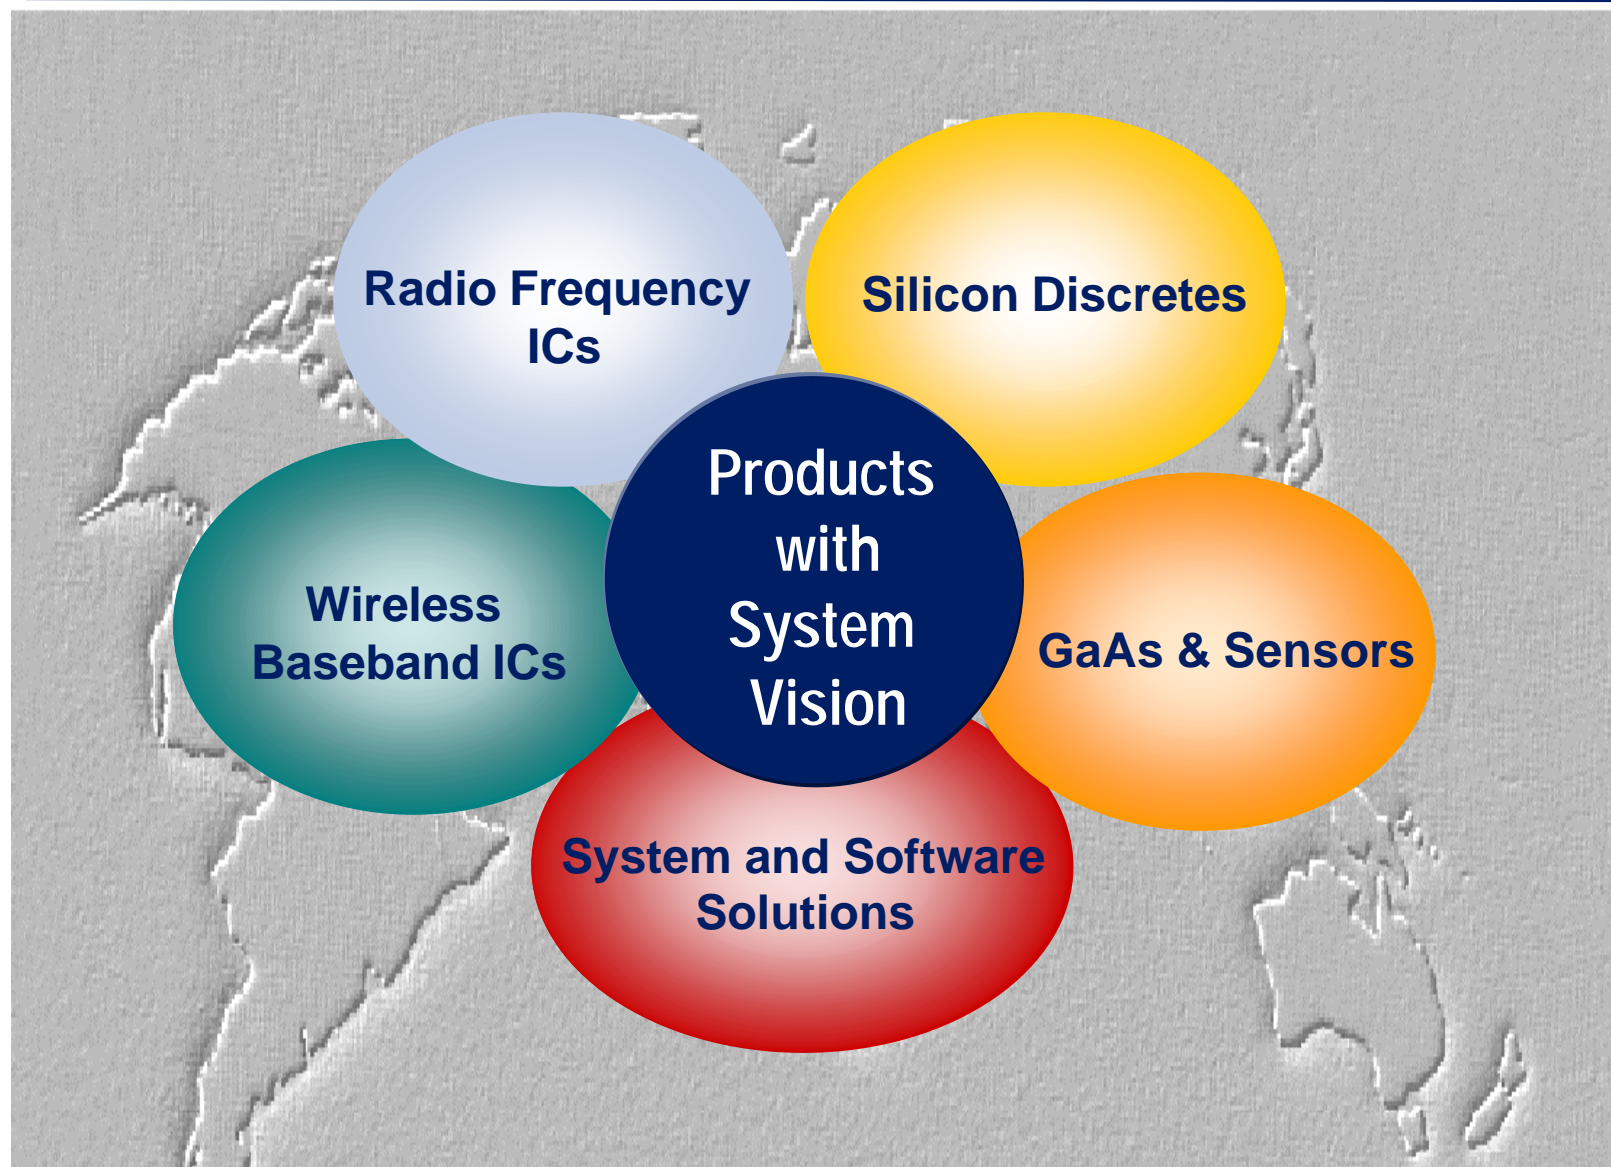 Radio Frequency
ICs
Silicon Discretes
Products
with
System
Vision
Wireless
Baseband ICs
GaAs & Sensors
System and Software
Solutions